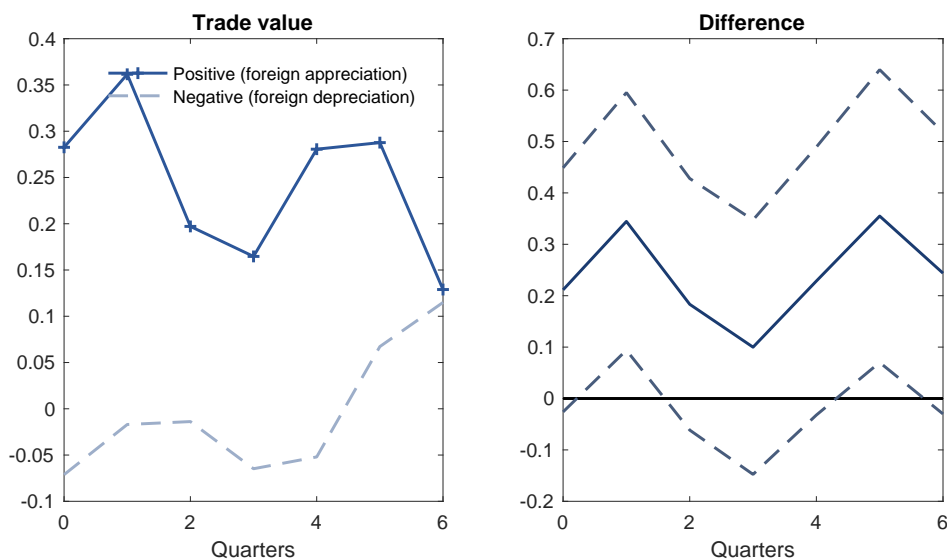 Trade value
0.4
0.35
0.3
0.25
0.2
0.15
0.1
0.05
0
-0.05
-0.1
Positive (foreign appreciation)
Negative (foreign depreciation)
0 2 4 6
Quarters
Difference
0.7
0.6
0.5
0.4
0.3
0.2
0.1
0
-0.1
-0.2
0 2 4 6
Quarters